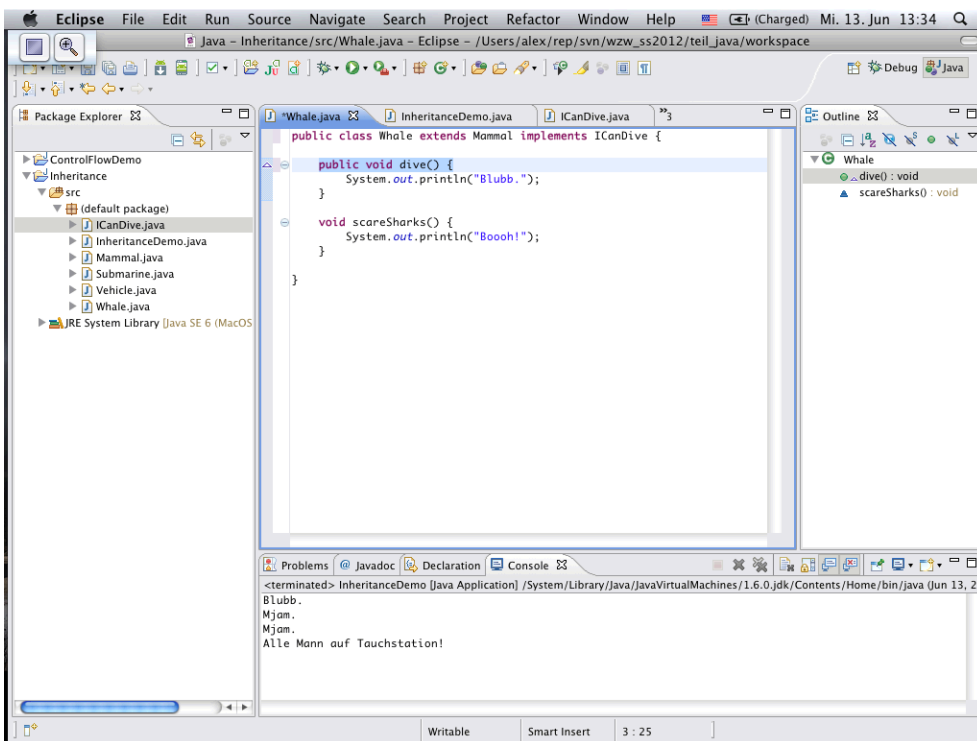 Eclipse File Edit Run Source Navigate Search Project Refactor Window Help (Charged) Mi. 13. Jun 13:34
Java – Inheritance/src/Whale.java – Eclipse – /Users/alex/rep/svn/wzw_ss2012/teil_java/workspace
Debug Java
Package Explorer
ControlFlowDemo
Inheritance
src
(default package)
ICanDive.java
InheritanceDemo.java
Mammal.java
Submarine.java
Vehicle.java
Whale.java
JRE System Library [Java SE 6 (MacOS
*Whale.java InheritanceDemo.java ICanDive.java »3
public class Whale extends Mammal implements ICanDive {
public void dive() {
System.out.println("Blubb.");
}
void scareSharks() {
System.out.println("Boooh!");
}
}
Outline
Whale
dive() : void
scareSharks() : void
Problems @ Javadoc Declaration Console
<terminated> InheritanceDemo [Java Application] /System/Library/Java/JavaVirtualMachines/1.6.0.jdk/Contents/Home/bin/java (Jun 13, 2
Blubb.
Mjam.
Mjam.
Alle Mann auf Tauchstation!
Writable Smart Insert 3 : 25